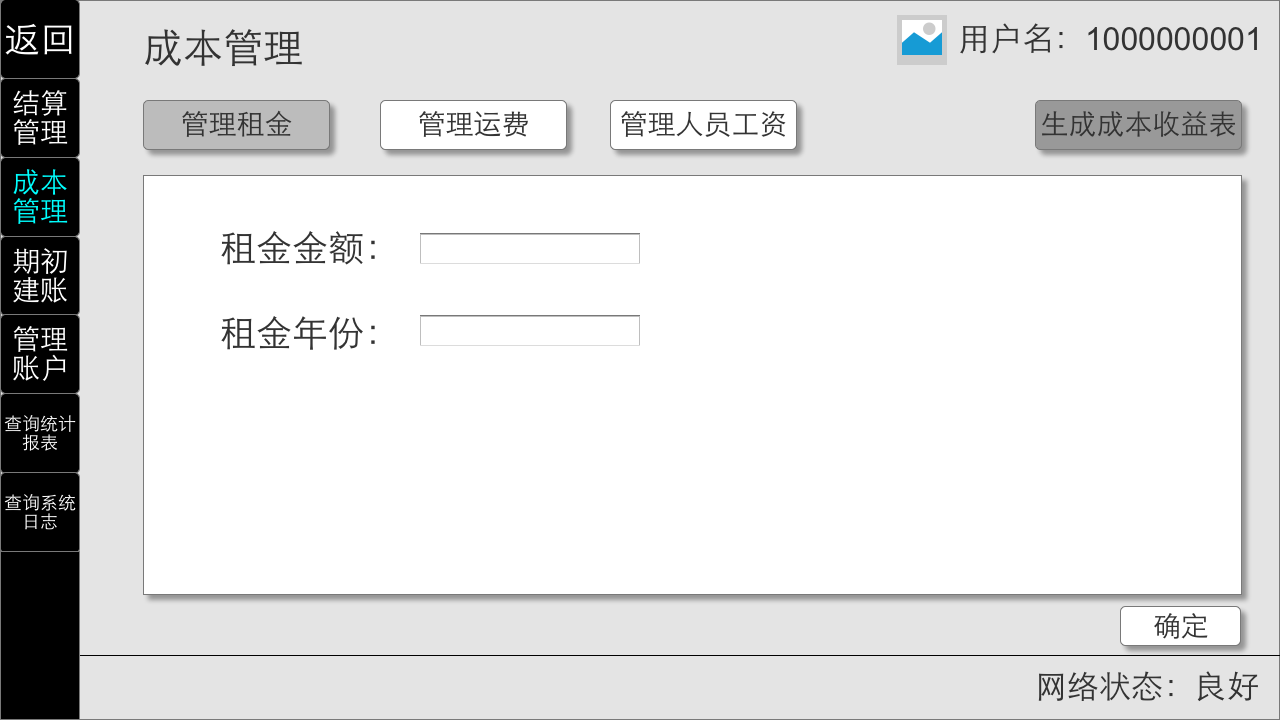 返回
结算
管理
成本
管理
期初
建账
管理
账户
查询统计
报表
查询系统
日志
成本管理
用户名：1000000001
管理租金
管理运费
管理人员工资
生成成本收益表
租金金额：
租金年份：
确定
网络状态：良好